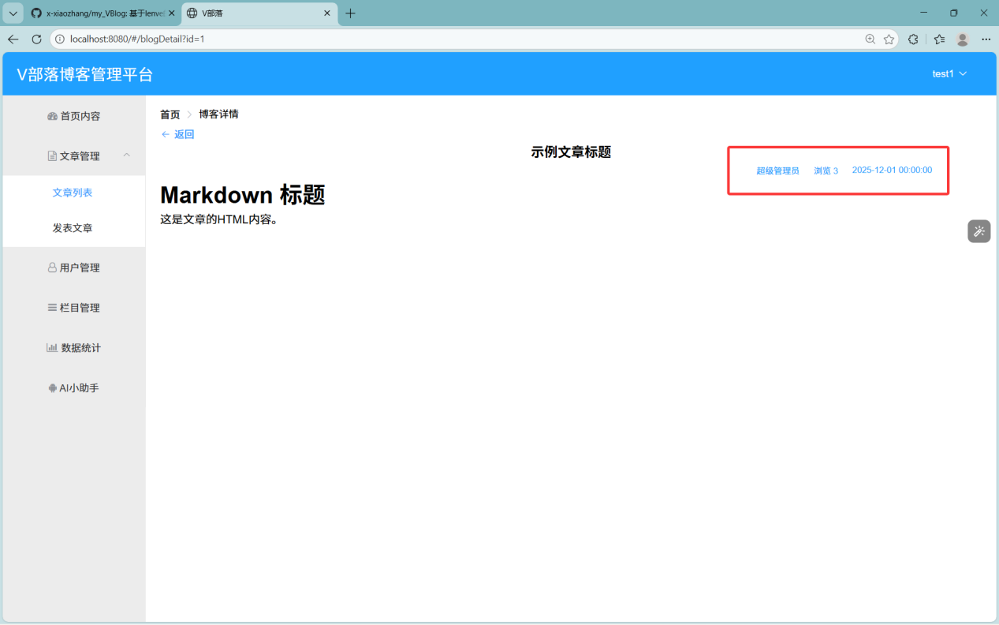 x-xiaozhang/my_VBlog: 基于lenve
V部落
localhost:8080/#/blogDetail?id=1
V部落博客管理平台
test1
首页内容
文章管理
文章列表
发表文章
用户管理
栏目管理
数据统计
AI小助手
首页 > 博客详情
← 返回
示例文章标题
超级管理员 浏览 3 2025-12-01 00:00:00
Markdown 标题
这是文章的HTML内容。